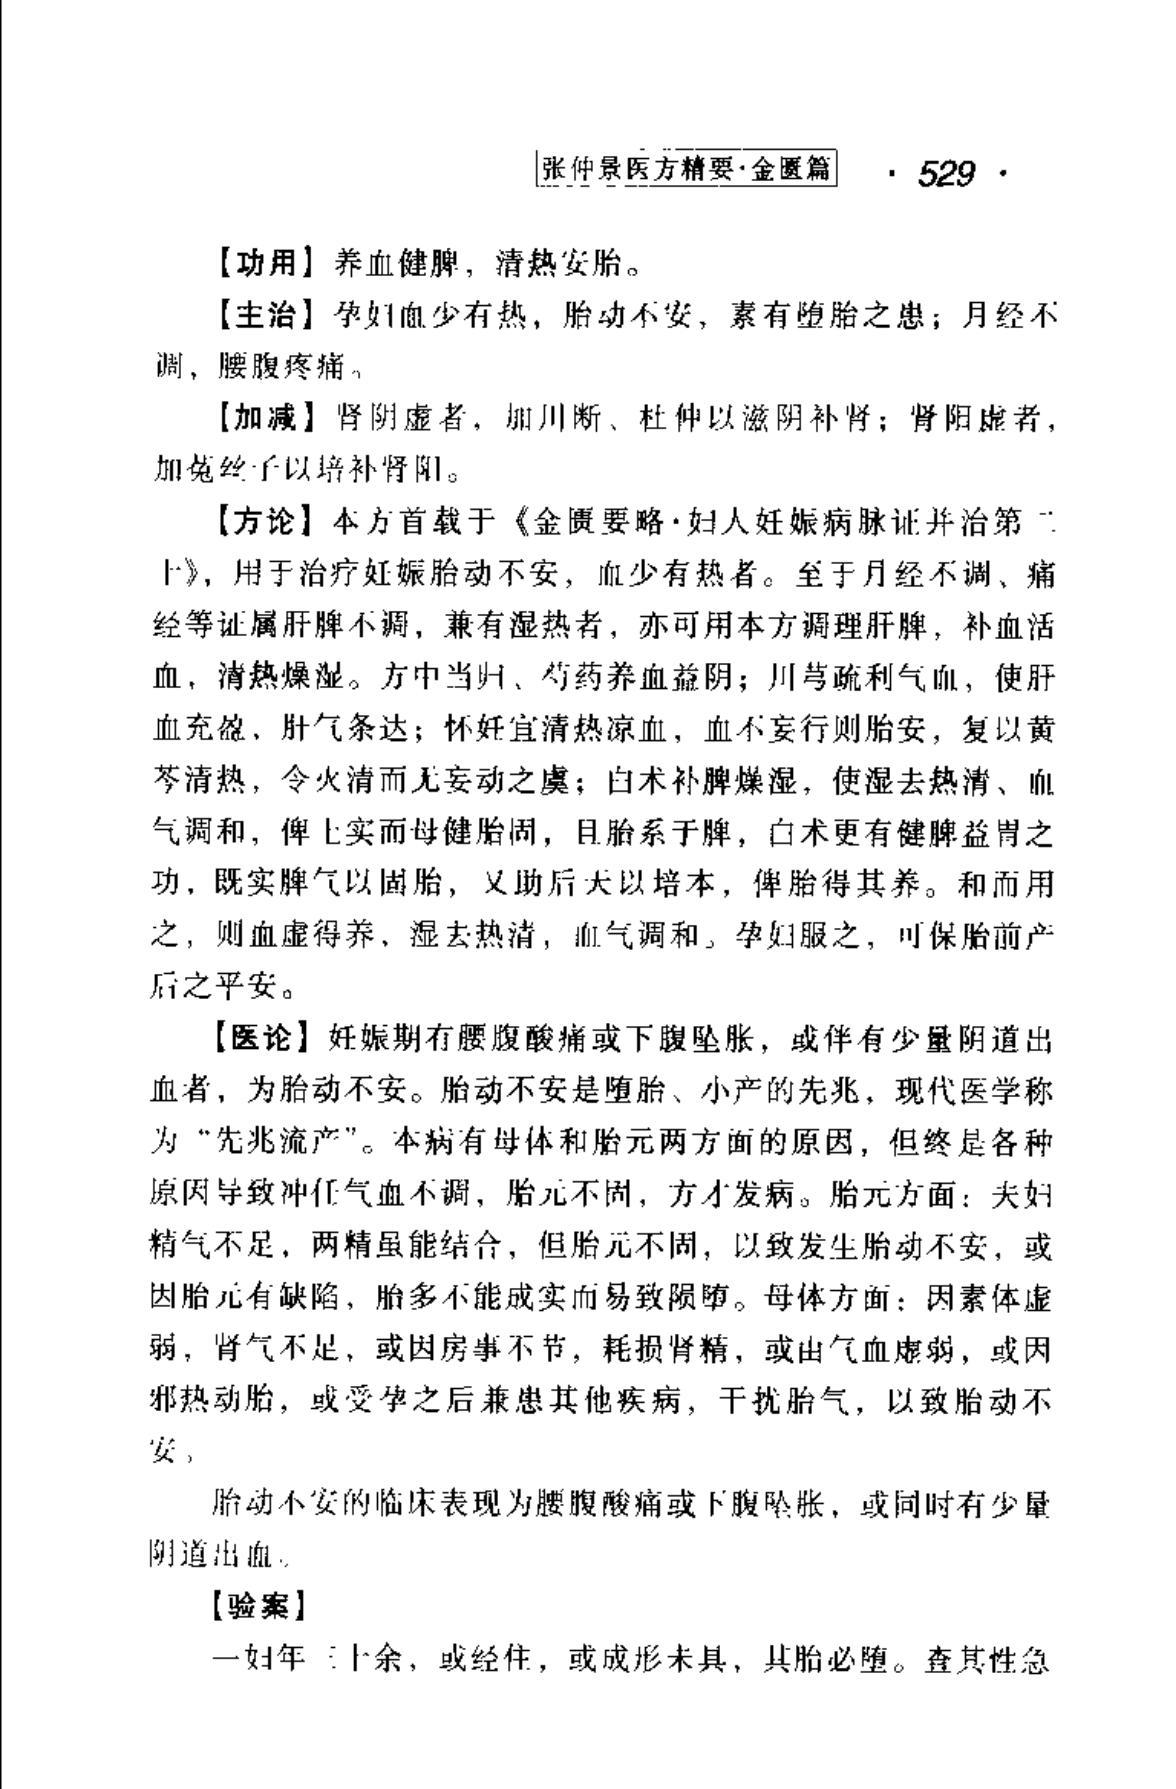 张仲景医方精要·金匮篇 · 529 ·
【功用】养血健脾，清热安胎。
【主治】孕妇血少有热，胎动不安，素有堕胎之患；月经不
调，腰腹疼痛。
【加减】肾阴虚者，加川断、杜仲以滋阴补肾；肾阳虚者，
加菟丝子以培补肾阳。
【方论】本方首载于《金匮要略·妇人妊娠病脉证并治第二
十》，用于治疗妊娠胎动不安，血少有热者。至于月经不调、痛
经等证属肝脾不调，兼有湿热者，亦可用本方调理肝脾，补血活
血，清热燥湿。方中当归、芍药养血益阴；川芎疏利气血，使肝
血充盈，肝气条达；怀妊宜清热凉血，血不妄行则胎安，复以黄
芩清热，令火清而无妄动之虞；白术补脾燥湿，使湿去热清、血
气调和，俾土实而母健胎固，且胎系于脾，白术更有健脾益胃之
功，既实脾气以固胎，又助后天以培本，俾胎得其养。和而用
之，则血虚得养，湿去热清，血气调和。孕妇服之，可保胎前产
后之平安。
【医论】妊娠期有腰腹酸痛或下腹坠胀，或伴有少量阴道出
血者，为胎动不安。胎动不安是堕胎、小产的先兆，现代医学称
为“先兆流产”。本病有母体和胎元两方面的原因，但终是各种
原因导致冲任气血不调，胎元不固，方才发病。胎元方面：夫妇
精气不足，两精虽能结合，但胎元不固，以致发生胎动不安，或
因胎元有缺陷，胎多不能成实而易致陨堕。母体方面：因素体虚
弱，肾气不足，或因房事不节，耗损肾精，或由气血虚弱，或因
邪热动胎，或受孕之后兼患其他疾病，干扰胎气，以致胎动不
安。
胎动不安的临床表现为腰腹酸痛或下腹坠胀，或同时有少量
阴道出血。
【验案】
一妇年三十余，或经住，或成形未具，其胎必堕。查其性急